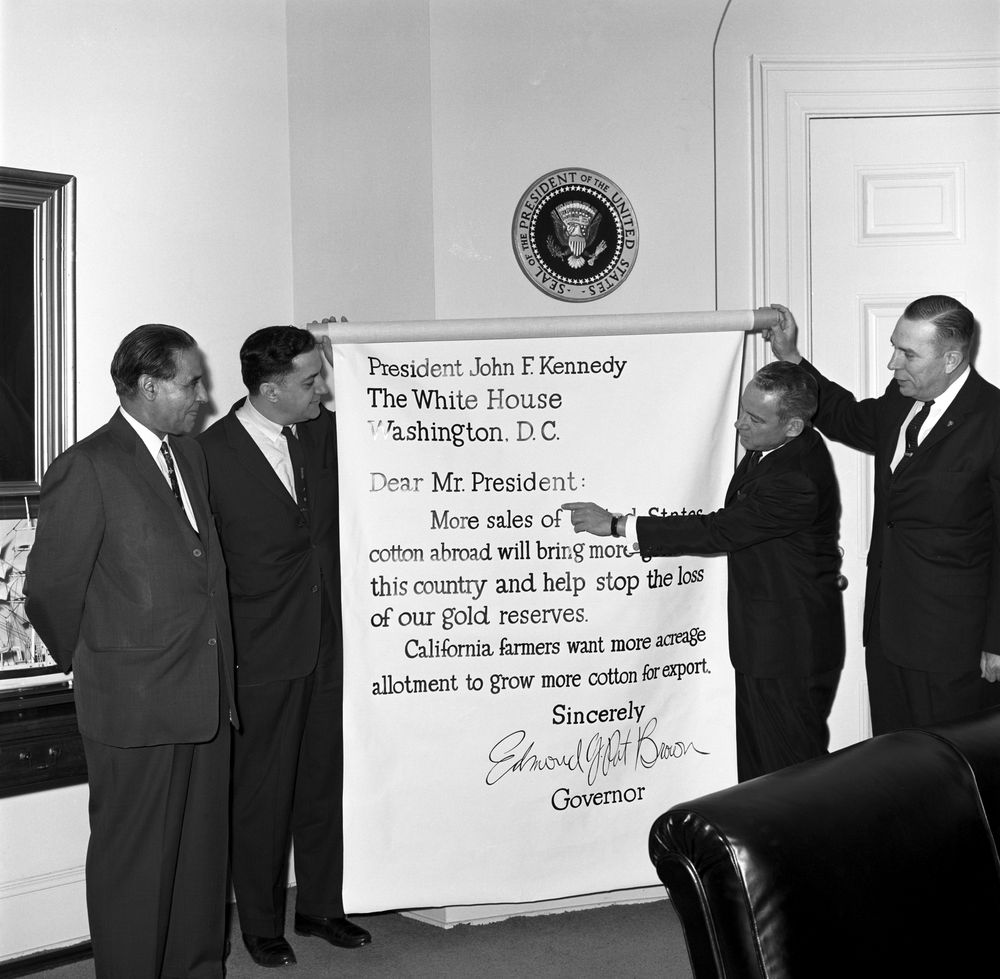 SEAL OF THE PRESIDENT OF THE UNITED STATES
President John F. Kennedy
The White House
Washington, D.C.
Dear Mr. President:
More sales of States
cotton abroad will bring more
this country and help stop the loss
of our gold reserves.
California farmers want more acreage
allotment to grow more cotton for export.
Sincerely
Edmund G. Pat Brown
Governor